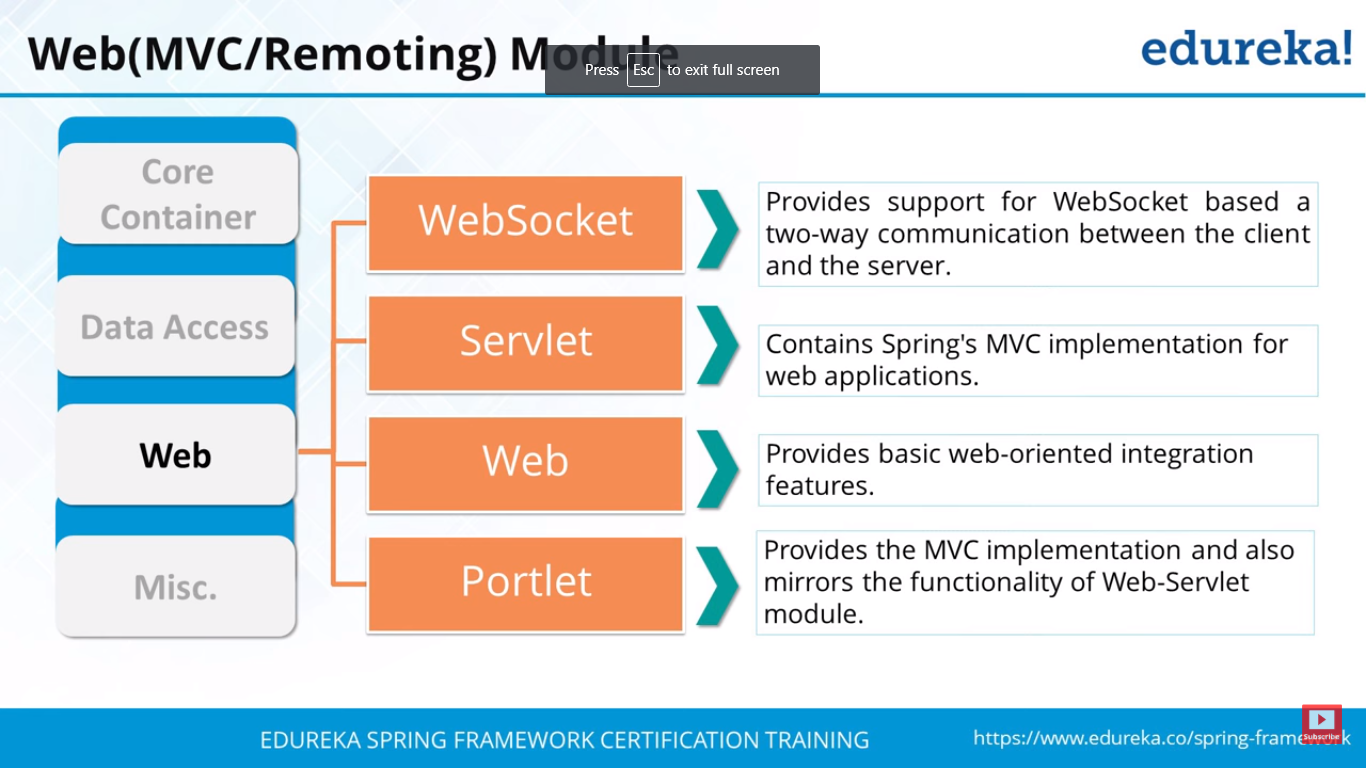 Web(MVC/Remoting) Module
edureka!
Press Esc to exit full screen
Core
Container
Data Access
Web
Misc.
WebSocket
Provides support for WebSocket based a
two-way communication between the client
and the server.
Servlet
Contains Spring's MVC implementation for
web applications.
Web
Provides basic web-oriented integration
features.
Portlet
Provides the MVC implementation and also
mirrors the functionality of Web-Servlet
module.
EDUREKA SPRING FRAMEWORK CERTIFICATION TRAINING
https://www.edureka.co/spring-framework
Subscribe